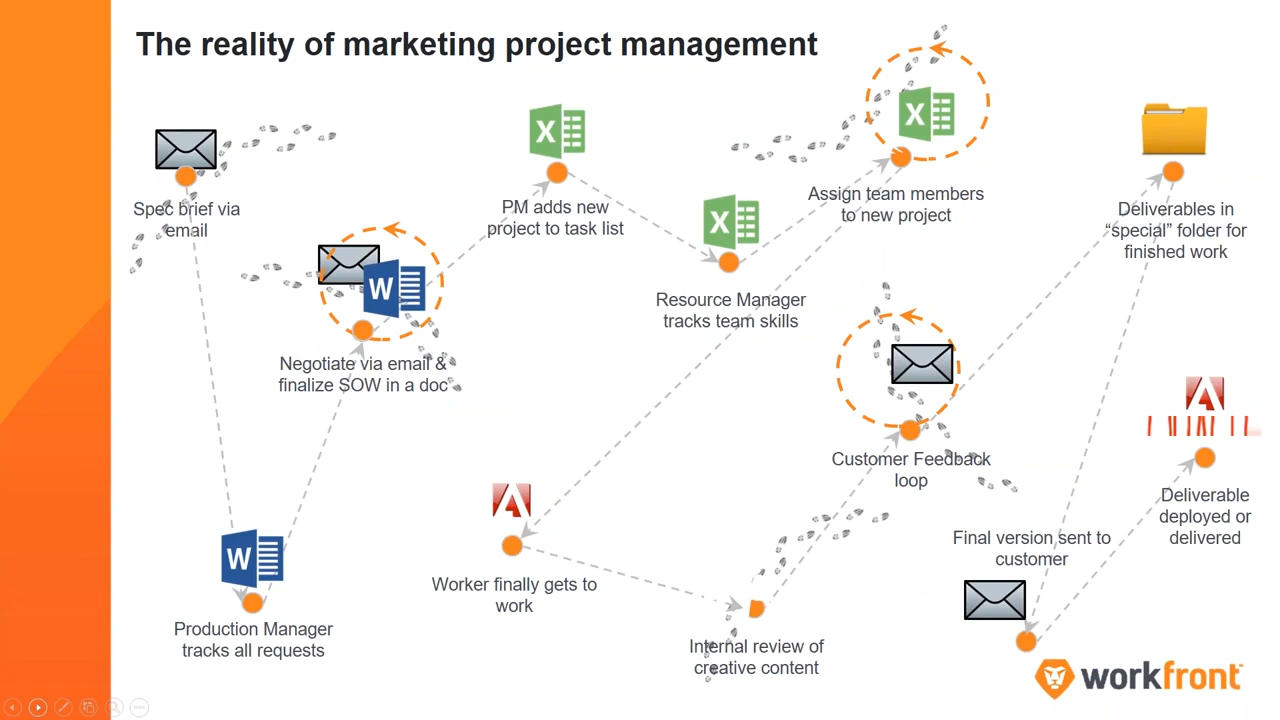 The reality of marketing project management
Spec brief via
email
Negotiate via email &
finalize SOW in a doc
Production Manager
tracks all requests
PM adds new
project to task list
Resource Manager
tracks team skills
Assign team members
to new project
Worker finally gets to
work
Internal review of
creative content
Customer Feedback
loop
Deliverables in
“special” folder for
finished work
Final version sent to
customer
Deliverable
deployed or
delivered
X
X
X
W
W
workfront